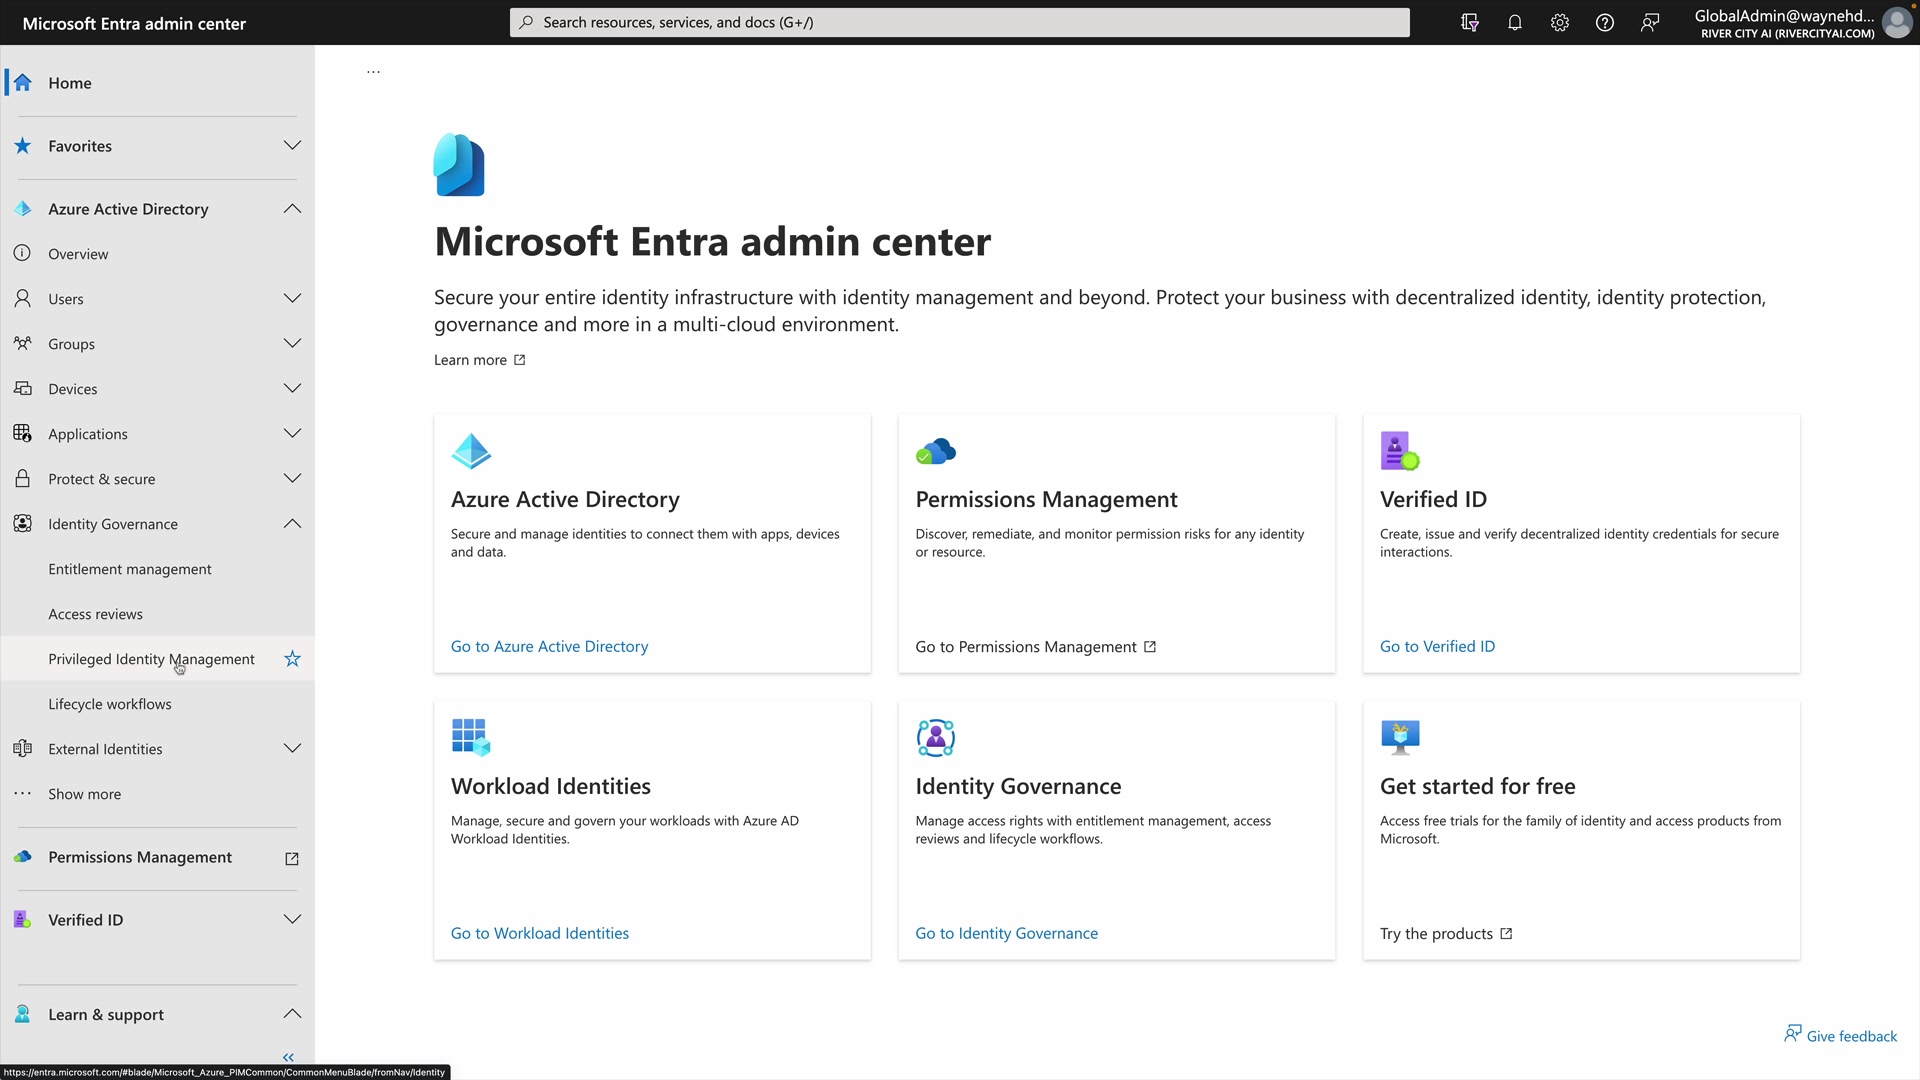 Microsoft Entra admin center
Search resources, services, and docs (G+/)
GlobalAdmin@waynehd...
RIVER CITY AI (RIVERCITYAI.COM)
Home
Favorites
Azure Active Directory
Overview
Users
Groups
Devices
Applications
Protect & secure
Identity Governance
Entitlement management
Access reviews
Privileged Identity Management
Lifecycle workflows
External Identities
Show more
Permissions Management
Verified ID
Learn & support
...
Microsoft Entra admin center
Secure your entire identity infrastructure with identity management and beyond. Protect your business with decentralized identity, identity protection,
governance and more in a multi-cloud environment.
Learn more
Azure Active Directory
Secure and manage identities to connect them with apps, devices
and data.
Go to Azure Active Directory
Permissions Management
Discover, remediate, and monitor permission risks for any identity
or resource.
Go to Permissions Management
Verified ID
Create, issue and verify decentralized identity credentials for secure
interactions.
Go to Verified ID
Workload Identities
Manage, secure and govern your workloads with Azure AD
Workload Identities.
Go to Workload Identities
Identity Governance
Manage access rights with entitlement management, access
reviews and lifecycle workflows.
Go to Identity Governance
Get started for free
Access free trials for the family of identity and access products from
Microsoft.
Try the products
Give feedback
https://entra.microsoft.com/#blade/Microsoft_Azure_PIMCommon/CommonMenuBlade/fromNav/Identity